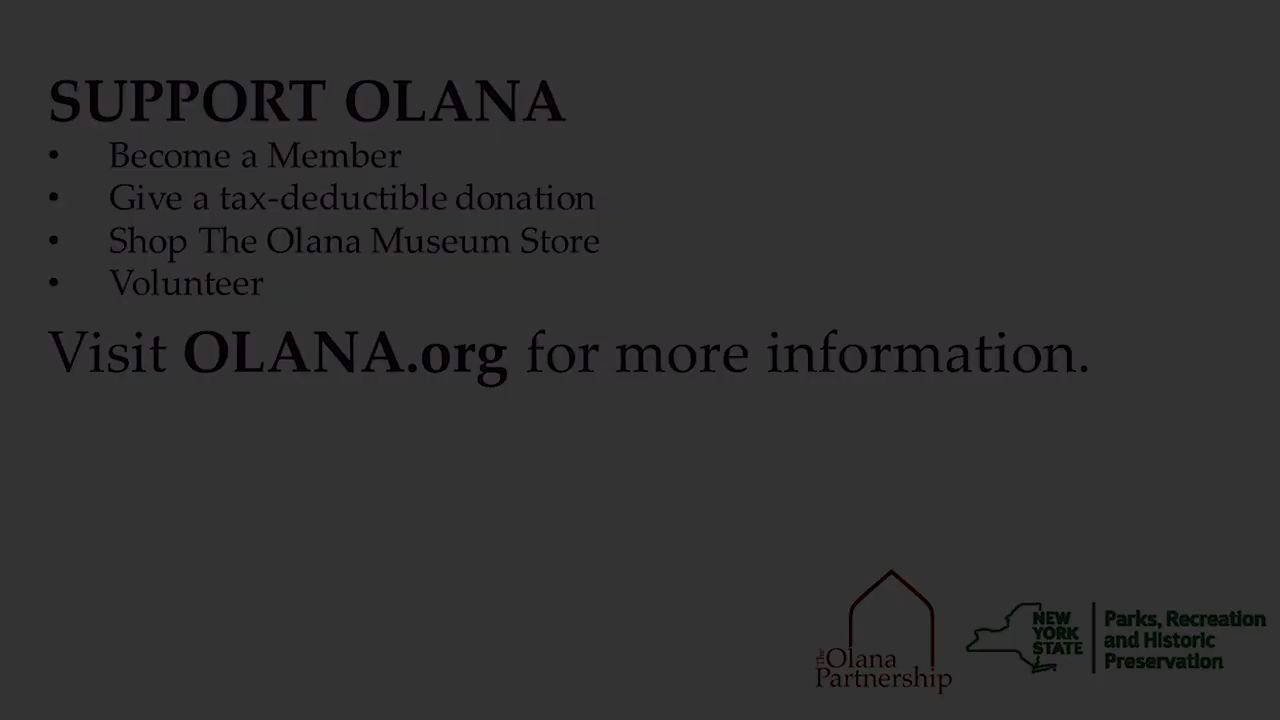 SUPPORT OLANA
• Become a Member
• Give a tax-deductible donation
• Shop The Olana Museum Store
• Volunteer
Visit OLANA.org for more information.
The Olana
Partnership
NEW
YORK
STATE
Parks, Recreation
and Historic
Preservation